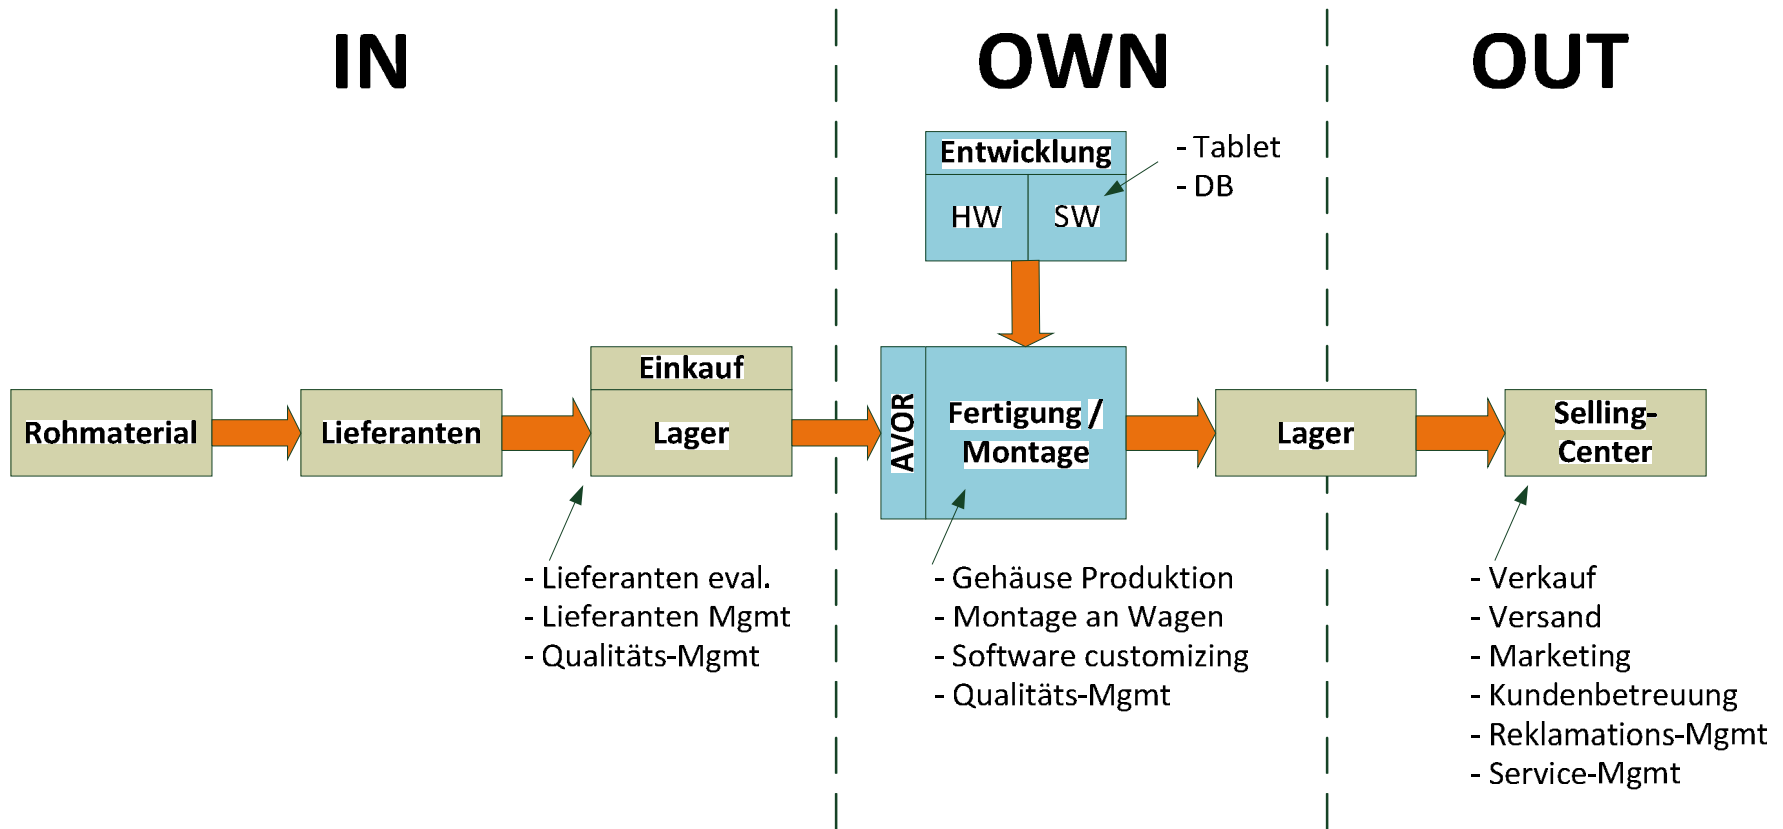 IN
OWN
OUT
Entwicklung
HW
SW
- Tablet
- DB
Rohmaterial
Lieferanten
Einkauf
Lager
AVOR
Fertigung /
Montage
Lager
Selling-
Center
- Lieferanten eval.
- Lieferanten Mgmt
- Qualitäts-Mgmt
- Gehäuse Produktion
- Montage an Wagen
- Software customizing
- Qualitäts-Mgmt
- Verkauf
- Versand
- Marketing
- Kundenbetreuung
- Reklamations-Mgmt
- Service-Mgmt